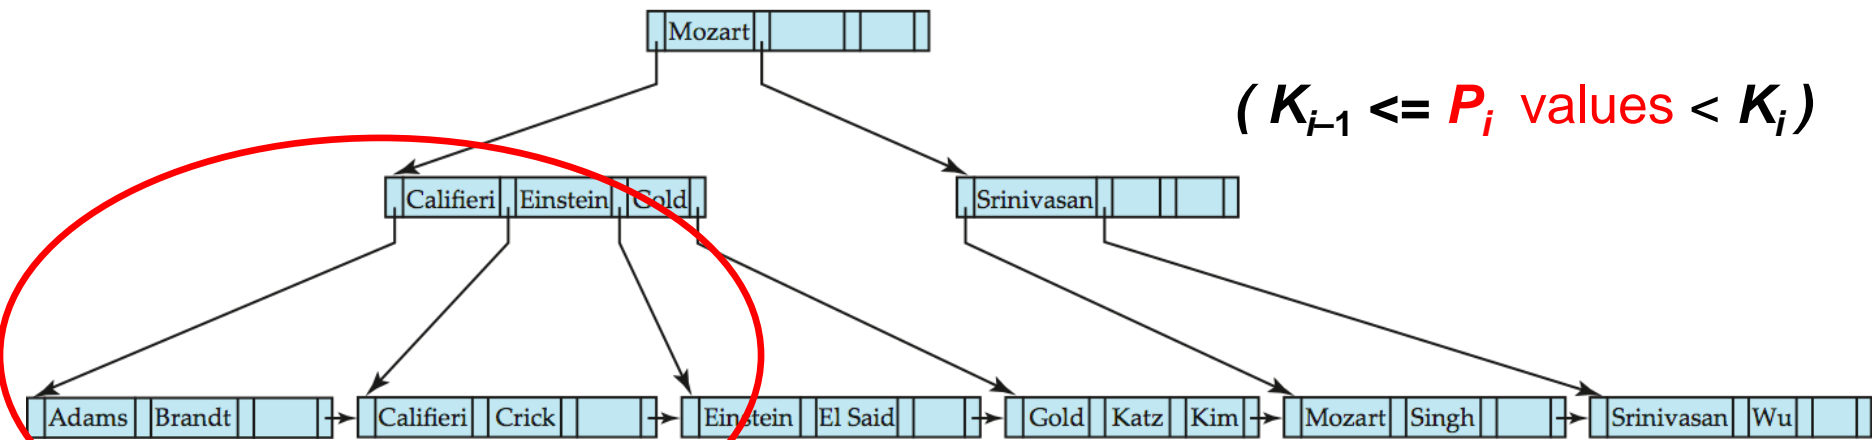 Mozart
( Ki–1 <= Pi values < Ki )
Califieri Einstein Gold
Srinivasan
Adams Brandt
Califieri Crick
Einstein El Said
Gold Katz Kim
Mozart Singh
Srinivasan Wu